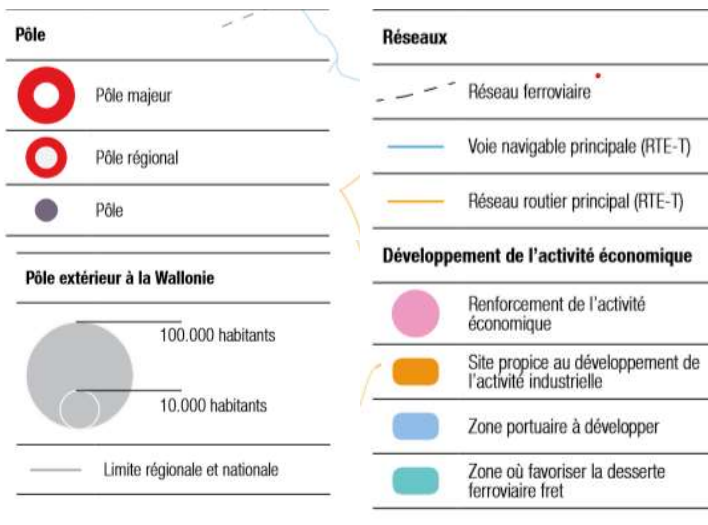 Pôle
Pôle majeur
Pôle régional
Pôle
Pôle extérieur à la Wallonie
100.000 habitants
10.000 habitants
Limite régionale et nationale
Réseaux
Réseau ferroviaire
Voie navigable principale (RTE-T)
Réseau routier principal (RTE-T)
Développement de l'activité économique
Renforcement de l'activité
économique
Site propice au développement de
l'activité industrielle
Zone portuaire à développer
Zone où favoriser la desserte
ferroviaire fret